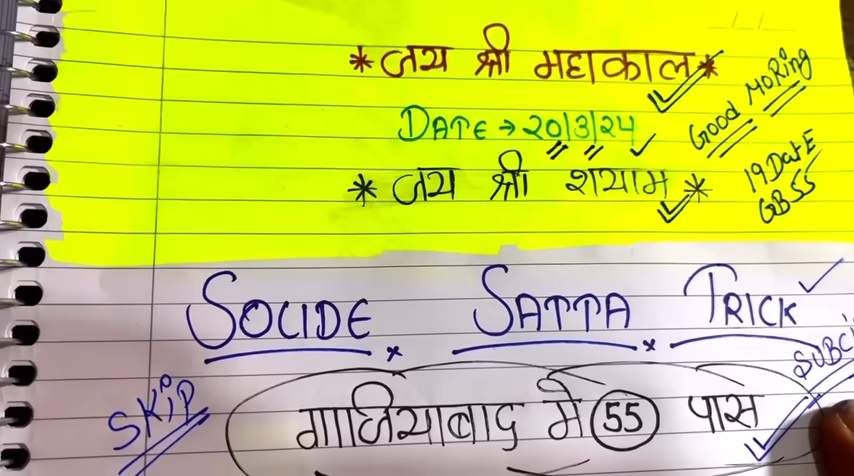 * जय श्री महाकाल *
GOOD MORiNg
DATE → 20/3/24
* जय श्री शयाम *
19 DATE
GB 55
SOLIDE SATTA TRICK
SUBC
SKiP
गाजियाबाद मे 55 पास